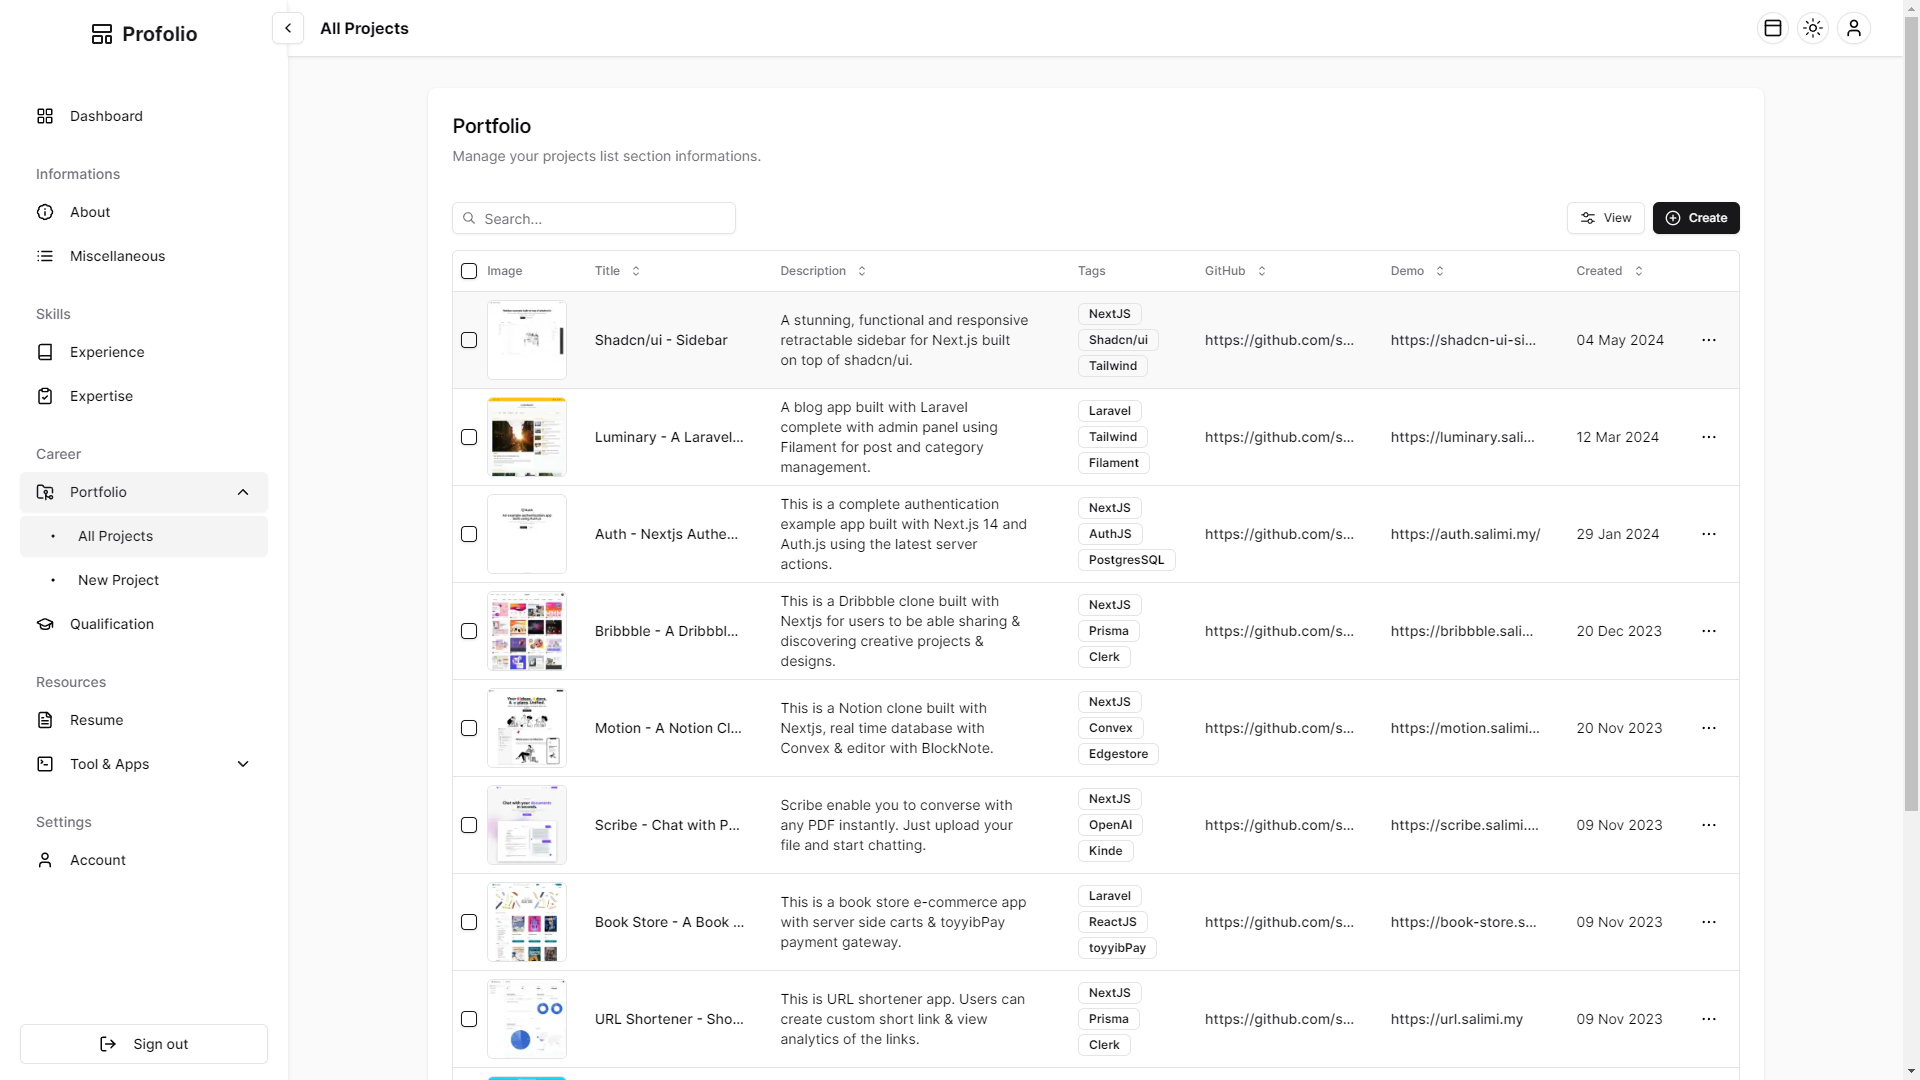 Profolio
All Projects
Dashboard
Informations
About
Miscellaneous
Skills
Experience
Expertise
Career
Portfolio
All Projects
New Project
Qualification
Resources
Resume
Tool & Apps
Settings
Account
Sign out
Portfolio
Manage your projects list section informations.
Search...
View
Create
Image Title Description Tags GitHub Demo Created
Shadcn/ui - Sidebar
A stunning, functional and responsive
retractable sidebar for Next.js built
on top of shadcn/ui.
NextJS
Shadcn/ui
Tailwind
https://github.com/s...
https://shadcn-ui-si...
04 May 2024
Luminary - A Laravel...
A blog app built with Laravel
complete with admin panel using
Filament for post and category
management.
Laravel
Tailwind
Filament
https://github.com/s...
https://luminary.sali...
12 Mar 2024
Auth - Nextjs Authe...
This is a complete authentication
example app built with Next.js 14 and
Auth.js using the latest server
actions.
NextJS
AuthJS
PostgresSQL
https://github.com/s...
https://auth.salimi.my/
29 Jan 2024
Bribbble - A Dribbbl...
This is a Dribbble clone built with
Nextjs for users to be able sharing &
discovering creative projects &
designs.
NextJS
Prisma
Clerk
https://github.com/s...
https://bribbble.sali...
20 Dec 2023
Motion - A Notion Cl...
This is a Notion clone built with
Nextjs, real time database with
Convex & editor with BlockNote.
NextJS
Convex
Edgestore
https://github.com/s...
https://motion.salimi...
20 Nov 2023
Chat with your documents
in seconds.
Scribe - Chat with P...
Scribe enable you to converse with
any PDF instantly. Just upload your
file and start chatting.
NextJS
OpenAI
Kinde
https://github.com/s...
https://scribe.salimi....
09 Nov 2023
Book Store - A Book ...
This is a book store e-commerce app
with server side carts & toyyibPay
payment gateway.
Laravel
ReactJS
toyyibPay
https://github.com/s...
https://book-store.s...
09 Nov 2023
URL Shortener - Sho...
This is URL shortener app. Users can
create custom short link & view
analytics of the links.
NextJS
Prisma
Clerk
https://github.com/s...
https://url.salimi.my
09 Nov 2023